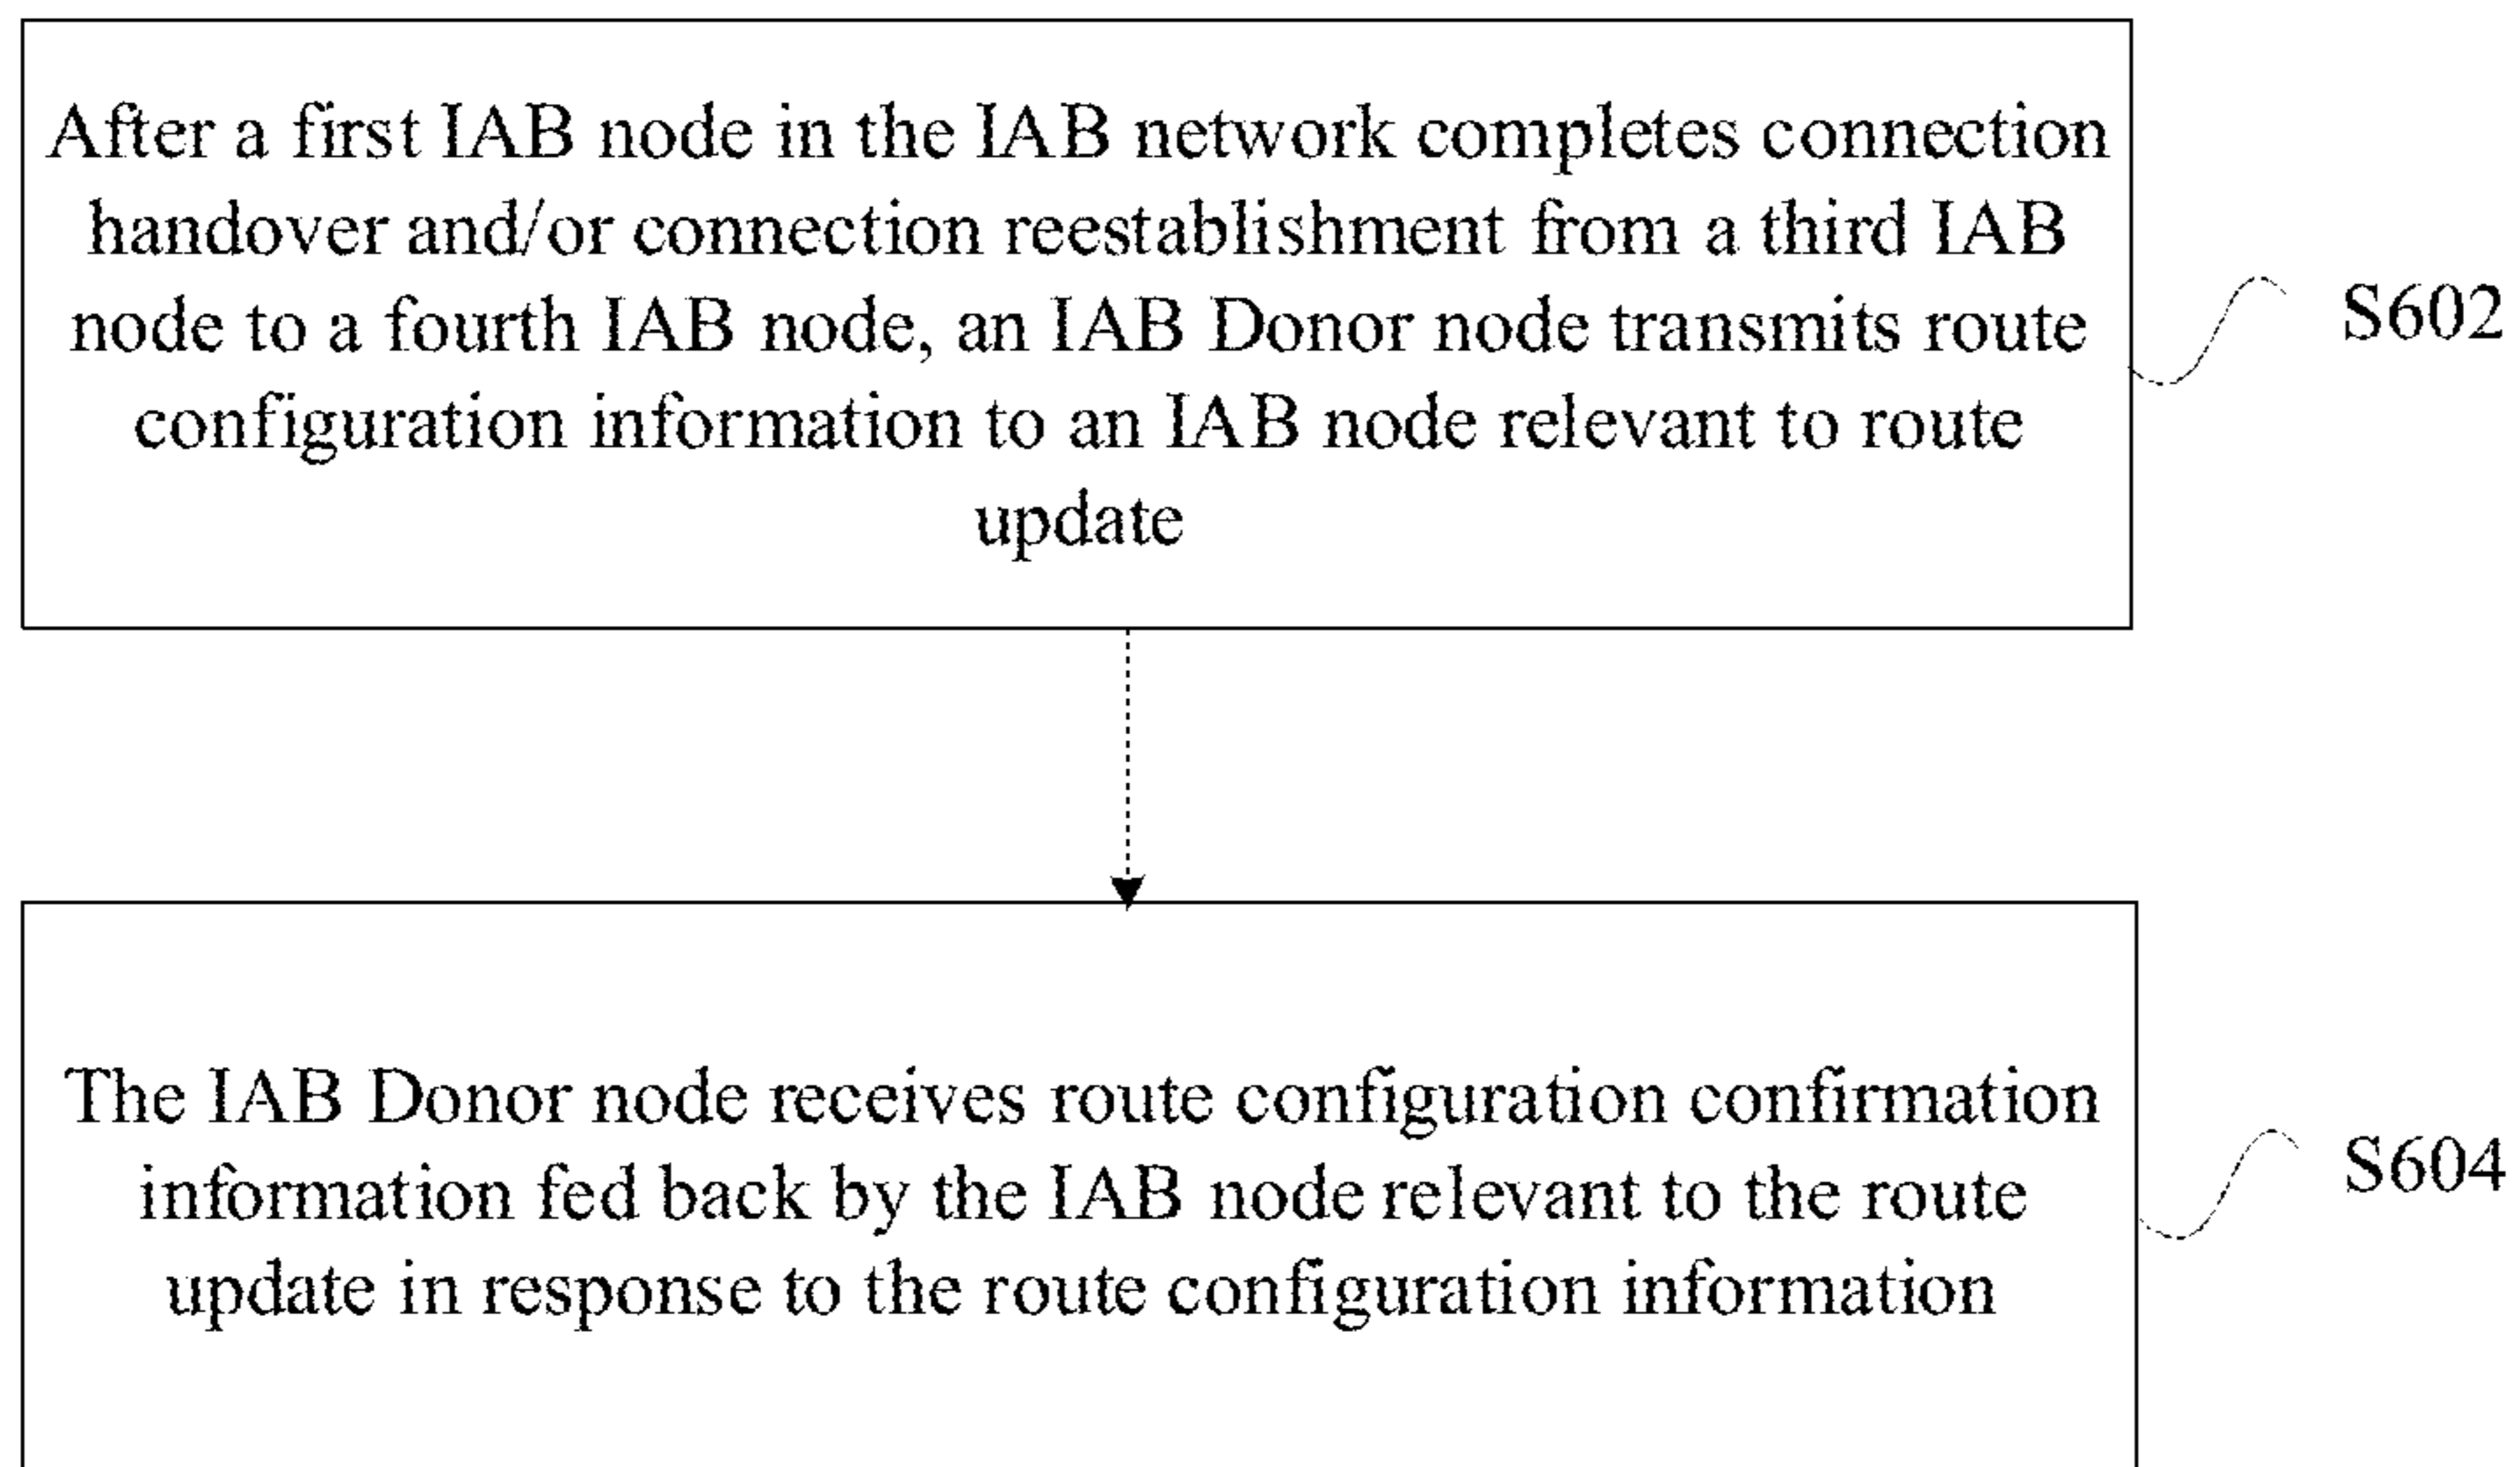 After a first IAB node in the IAB network completes connection
handover and/or connection reestablishment from a third IAB
node to a fourth IAB node, an IAB Donor node transmits route
configuration information to an IAB node relevant to route
update
S602
The IAB Donor node receives route configuration confirmation
information fed back by the IAB node relevant to the route
update in response to the route configuration information
S604